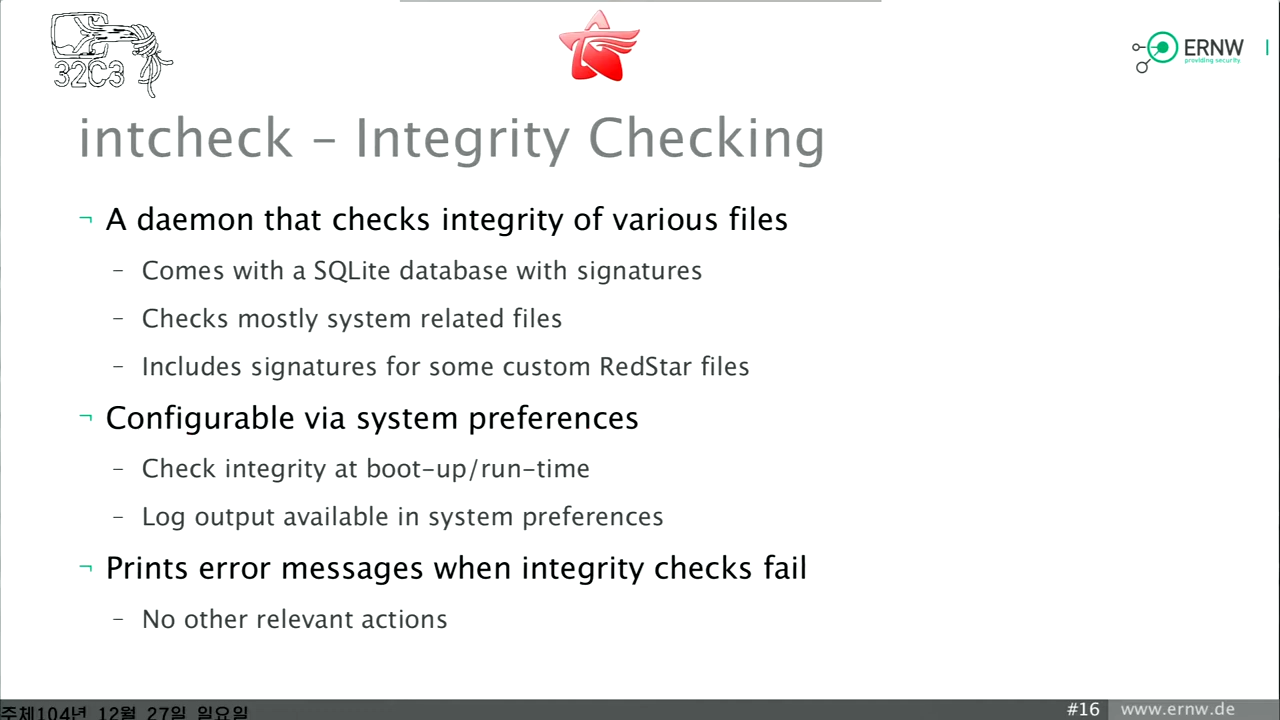 32C3
ERNW
providing security.
intcheck – Integrity Checking
¬ A daemon that checks integrity of various files
– Comes with a SQLite database with signatures
– Checks mostly system related files
– Includes signatures for some custom RedStar files
¬ Configurable via system preferences
– Check integrity at boot-up/run-time
– Log output available in system preferences
¬ Prints error messages when integrity checks fail
– No other relevant actions
주체104년 12월 27일 일요일
#16
www.ernw.de